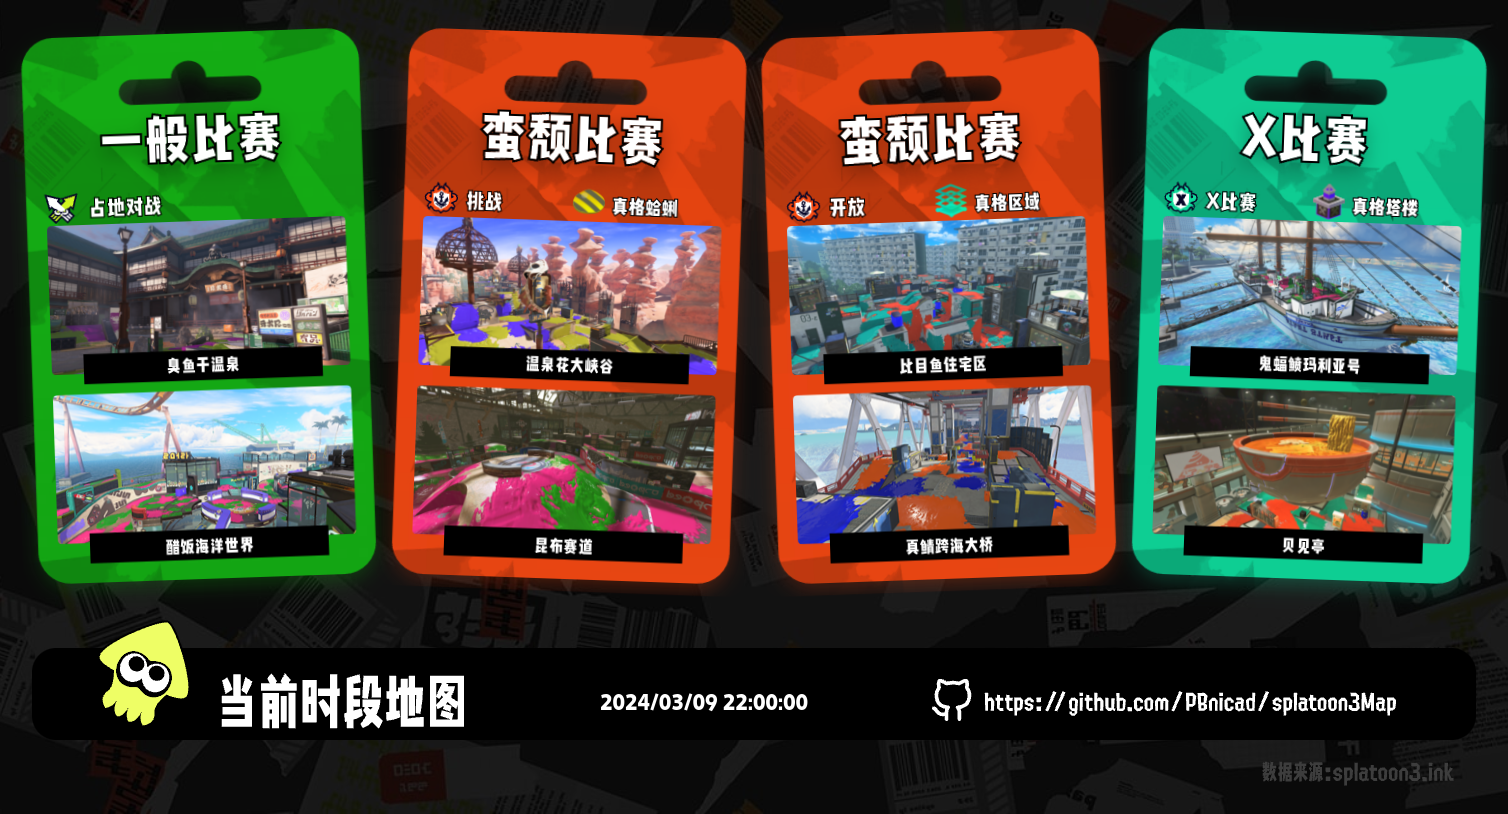 一般比赛
占地对战
臭鱼干温泉
醋饭海洋世界
蛮颓比赛
挑战
真格蛤蜊
温泉花大峡谷
昆布赛道
蛮颓比赛
开放
真格区域
比目鱼住宅区
真鲭跨海大桥
X比赛
X比赛
真格塔楼
鬼蝠鲼玛利亚号
贝见亭
当前时段地图
2024/03/09 22:00:00
https://github.com/PBnicad/splatoon3Map
数据来源:splatoon3.ink